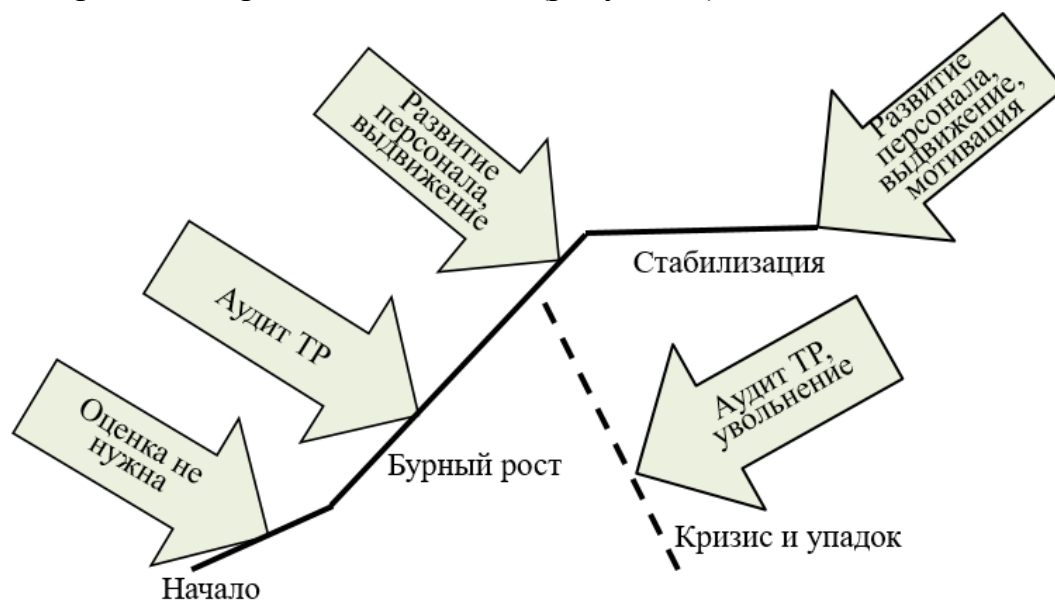 Развитие
персонала,
выдвижение
Развитие
персонала,
выдвижение,
мотивация
Стабилизация
Аудит ТР
Аудит ТР,
увольнение
Оценка не
нужна
Бурный рост
Кризис и упадок
Начало